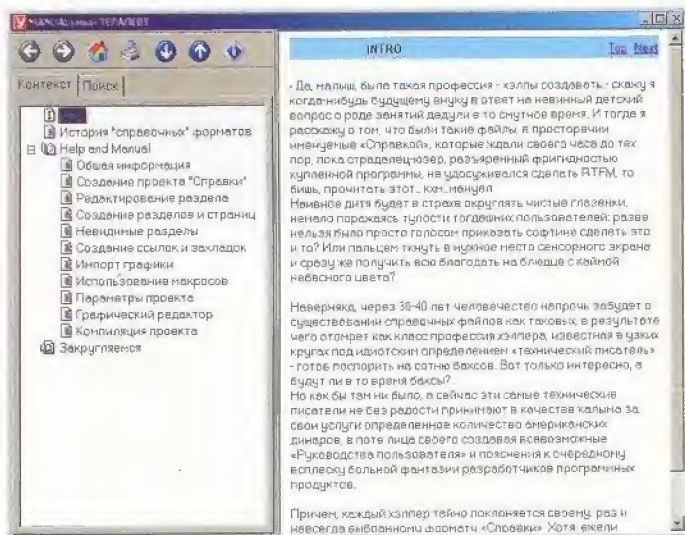 ТЕПАПЕВТ
Контекст Поиск
История "справочных" форматов
Help and Manual
Общая информация
Создание проекта "Справки"
Редактирование раздела
Создание разделов и страниц
Невидимые разделы
Создание ссылок и закладок
Импорт графики
Использование макросов
Параметры проекта
Графический редактор
Компиляция проекта
Закругляемся
INTRO Top Next
- Да, малыш, была такая профессия - хэлпы создавать - скажу я
когда-нибудь будущему внуку в ответ на невинный детский
вопрос о роде занятий дедули в то смутное время. И тогда я
расскажу о том, что были такие файлы, в просторечии
именуемые «Справкой», которые ждали своего часа до тех
пор, пока страдалец-юзер, разъяренный фригидностью
купленной программы, не удосуживался сделать RTFM, то
бишь, прочитать этот.. кхм.. мануал
Наивное дитя будет в страхе округлять чистые глазенки,
немало поражаясь тупости тогдашних пользователей: разве
нельзя было просто голосом приказать софтине сделать это
и то? Или пальцем ткнуть в нужное место сенсорного экрана
и сразу же получить всю благодать на блюдце с каймой
небесного цвета?
Наверняка, через 30-40 лет человечество напрочь забудет о
существовании справочных файлов как таковых, в результате
чего отомрет как класс профессия хэлпера, известная в узких
кругах под идиотским определением «технический писатель»
- готов поспорить на сотню баксов. Вот только интересно, а
будут ли в то время баксы?
Но как бы там ни было, а сейчас эти самые технические
писатели не без радости принимают в качестве калыма за
свои услуги определенное количество американских
динаров, в поте лица своего создавая всевозможные
«Руководства пользователя» и пояснения к очередному
всплеску больной фантазии разработчиков программных
продуктов.
Причем, каждый хэлпер тайно поклоняется своему, раз и
навсегда выбранному формату «Справки». Хотя, ежели